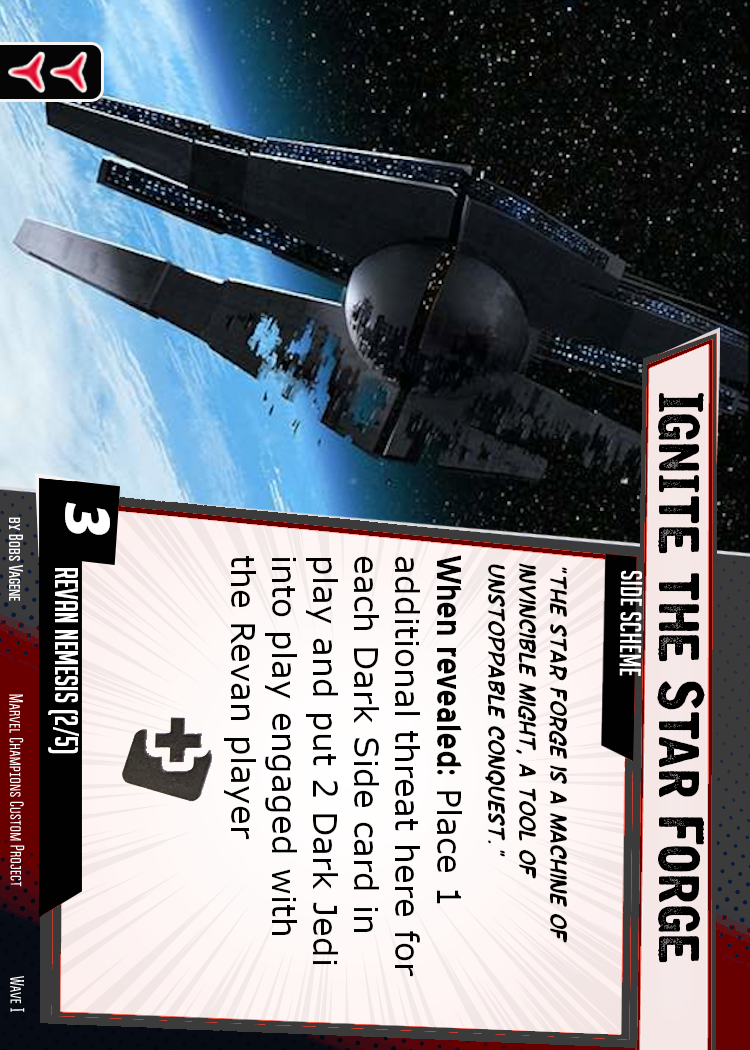 Ignite the Star Forge
SIDE SCHEME
"THE STAR FORGE IS A MACHINE OF
INVINCIBLE MIGHT, A TOOL OF
UNSTOPPABLE CONQUEST."
When revealed: Place 1
additional threat here for
each Dark Side card in
play and put 2 Dark Jedi
into play engaged with
the Revan player
3
REVAN NEMESIS (2/5)
BY BOBS VAGENE
MARVEL CHAMPIONS CUSTOM PROJECT
WAVE I